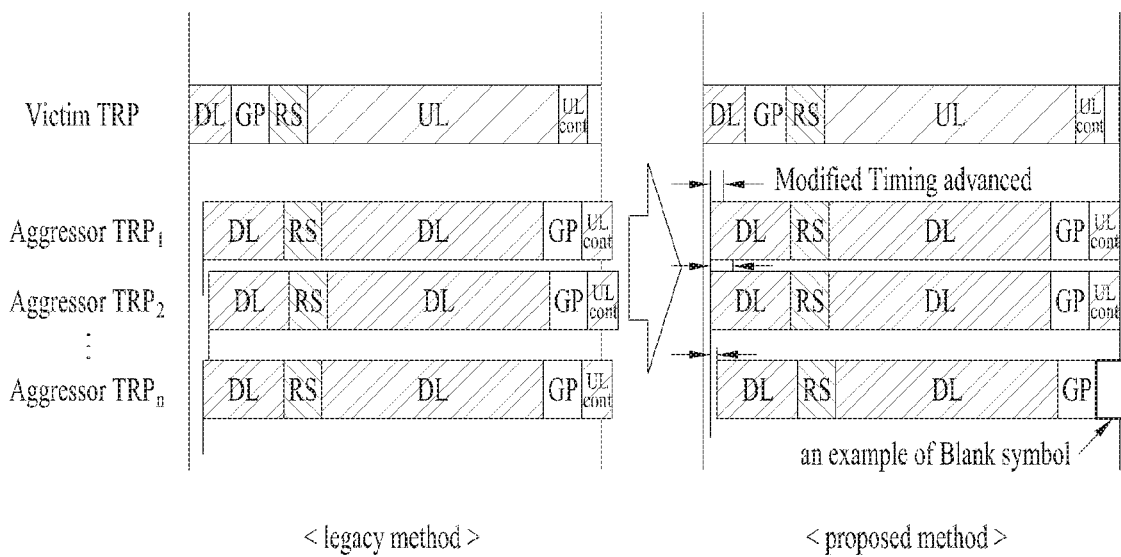 Victim TRP DL GP RS UL UL cont DL GP RS UL UL cont
Modified Timing advanced
Aggressor TRP1 DL RS DL GP UL cont DL RS DL GP UL cont
Aggressor TRP2 DL RS DL GP UL cont DL RS DL GP UL cont
⋮
Aggressor TRPn DL RS DL GP UL cont DL RS DL GP
an example of Blank symbol
< legacy method > < proposed method >